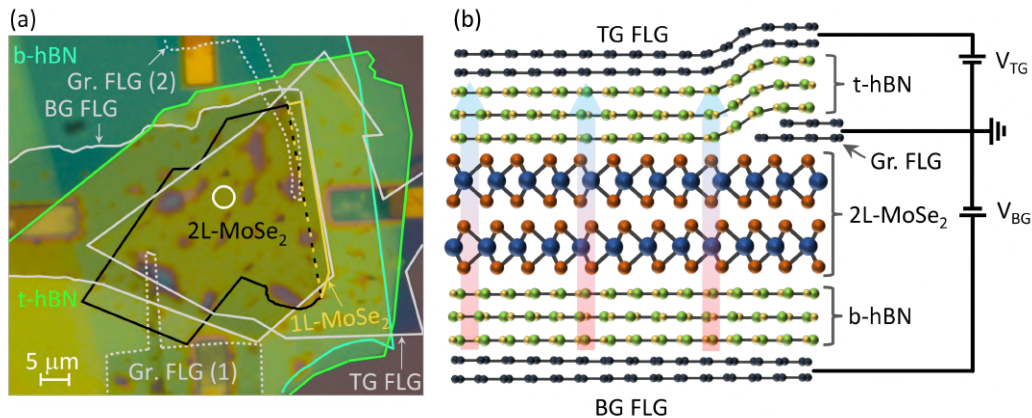 (a)
b-hBN
Gr. FLG (2)
BG FLG
2L-MoSe₂
t-hBN
1L-MoSe₂
5 μm
Gr. FLG (1)
TG FLG
(b)
TG FLG
t-hBN
V_TG
Gr. FLG
2L-MoSe₂
V_BG
b-hBN
BG FLG